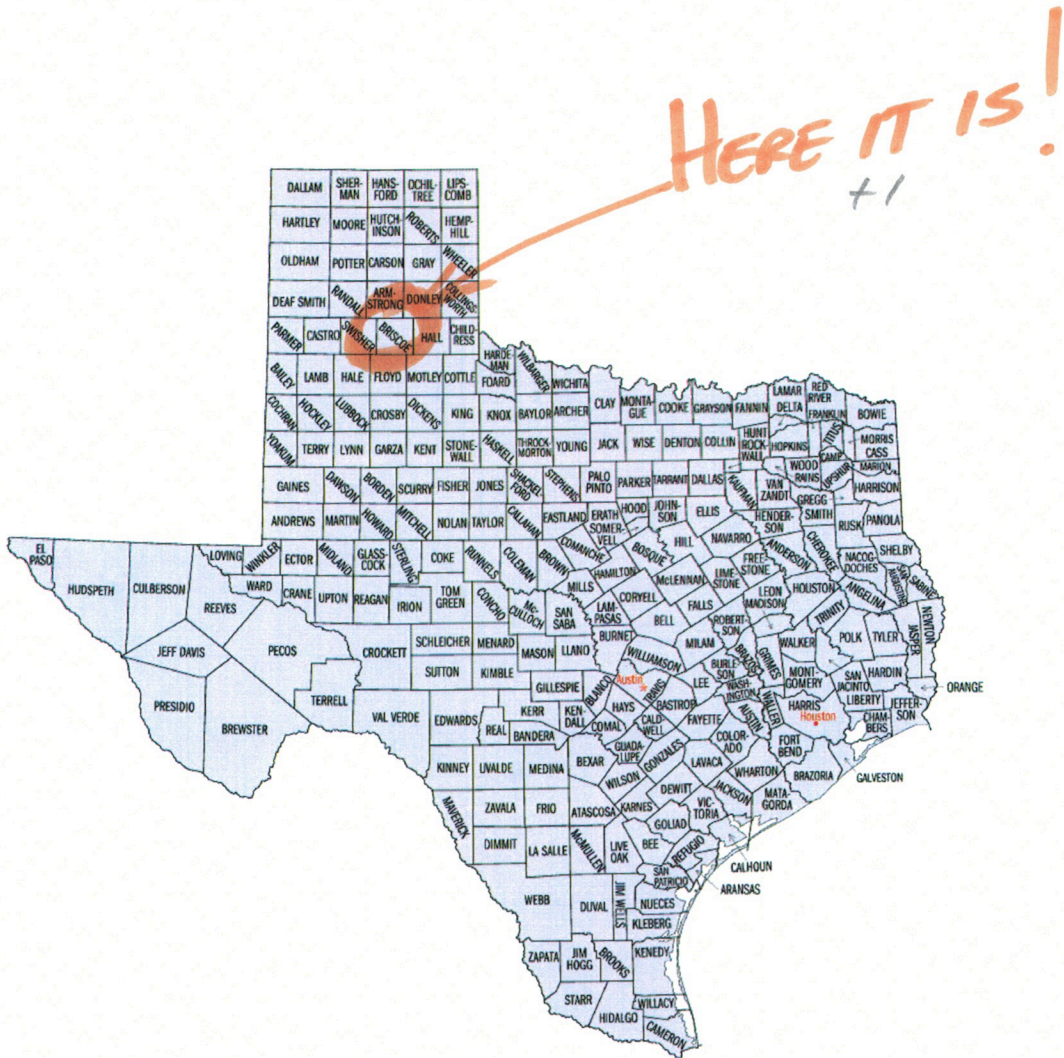 HERE IT IS!
+1
DALLAM
SHER-
MAN
HANS-
FORD
OCHIL-
TREE
LIPS-
COMB
HARTLEY
MOORE
HUTCH-
INSON
ROBERTS
HEMP-
HILL
OLDHAM
POTTER
CARSON
GRAY
WHEELER
DEAF SMITH
RANDALL
ARM-
STRONG
DONLEY
COLLINGS-
WORTH
PARMER
CASTRO
SWISHER
BRISCOE
HALL
CHILD-
RESS
HARDE-
MAN
BAILEY
LAMB
HALE
FLOYD
MOTLEY
COTTLE
FOARD
WILBARGER
WICHITA
COCHRAN
HOCKLEY
LUBBOCK
CROSBY
DICKENS
KING
KNOX
BAYLOR
ARCHER
CLAY
MONTA-
GUE
COOKE
GRAYSON
FANNIN
LAMAR
DELTA
RED
RIVER
FRANKLIN
BOWIE
YOAKUM
TERRY
LYNN
GARZA
KENT
STONE-
WALL
HASKELL
THROCK-
MORTON
YOUNG
JACK
WISE
DENTON
COLLIN
HUNT
ROCK-
WALL
HOPKINS
TITUS
CAMP
MORRIS
CASS
GAINES
DAWSON
BORDEN
SCURRY
FISHER
JONES
SHACKEL-
FORD
STEPHENS
PALO
PINTO
PARKER
TARRANT
DALLAS
KAUFMAN
VAN
ZANDT
WOOD
RAINS
UPSHUR
MARION
HARRISON
GREGG
ANDREWS
MARTIN
HOWARD
MITCHELL
NOLAN
TAYLOR
CALLAHAN
EASTLAND
ERATH
SOMER-
VELL
HOOD
JOHN-
SON
ELLIS
HENDER-
SON
SMITH
RUSK
PANOLA
EL
PASO
HUDSPETH
CULBERSON
REEVES
LOVING
WINKLER
ECTOR
MIDLAND
GLASS-
COCK
STERLING
COKE
RUNNELS
COLEMAN
BROWN
COMANCHE
BOSQUE
HILL
NAVARRO
ANDERSON
CHEROKEE
NACOG-
DOCHES
SHELBY
WARD
CRANE
UPTON
REAGAN
IRION
TOM
GREEN
CONCHO
Mc-
CULLOCH
SAN
SABA
MILLS
HAMILTON
CORYELL
McLENNAN
LIME-
STONE
FREE-
STONE
LEON
MADISON
HOUSTON
ANGELINA
SAN
AUGUSTINE
SABINE
JEFF DAVIS
PECOS
CROCKETT
SCHLEICHER
MENARD
MASON
LLANO
LAM-
PASAS
BURNET
BELL
FALLS
MILAM
ROBERT-
SON
BRAZOS
GRIMES
WALKER
TRINITY
POLK
TYLER
JASPER
NEWTON
PRESIDIO
BREWSTER
TERRELL
VAL VERDE
SUTTON
KIMBLE
GILLESPIE
BLANCO
WILLIAMSON
Austin
TRAVIS
LEE
BURLE-
SON
WASH-
INGTON
WALLER
MONT-
GOMERY
SAN
JACINTO
HARDIN
LIBERTY
ORANGE
EDWARDS
REAL
KERR
BANDERA
KEN-
DALL
HAYS
COMAL
CALD-
WELL
BASTROP
FAYETTE
AUSTIN
HARRIS
Houston
CHAM-
BERS
JEFFER-
SON
KINNEY
UVALDE
MEDINA
BEXAR
GUADA-
LUPE
WILSON
GONZALES
LAVACA
COLOR-
ADO
WHARTON
FORT
BEND
BRAZORIA
GALVESTON
MAVERICK
ZAVALA
FRIO
ATASCOSA
KARNES
DEWITT
VIC-
TORIA
JACKSON
MATA-
GORDA
DIMMIT
LA SALLE
McMULLEN
LIVE
OAK
BEE
GOLIAD
REFUGIO
CALHOUN
ARANSAS
WEBB
DUVAL
JIM WELLS
SAN
PATRICIO
NUECES
KLEBERG
ZAPATA
JIM
HOGG
BROOKS
KENEDY
STARR
HIDALGO
WILLACY
CAMERON